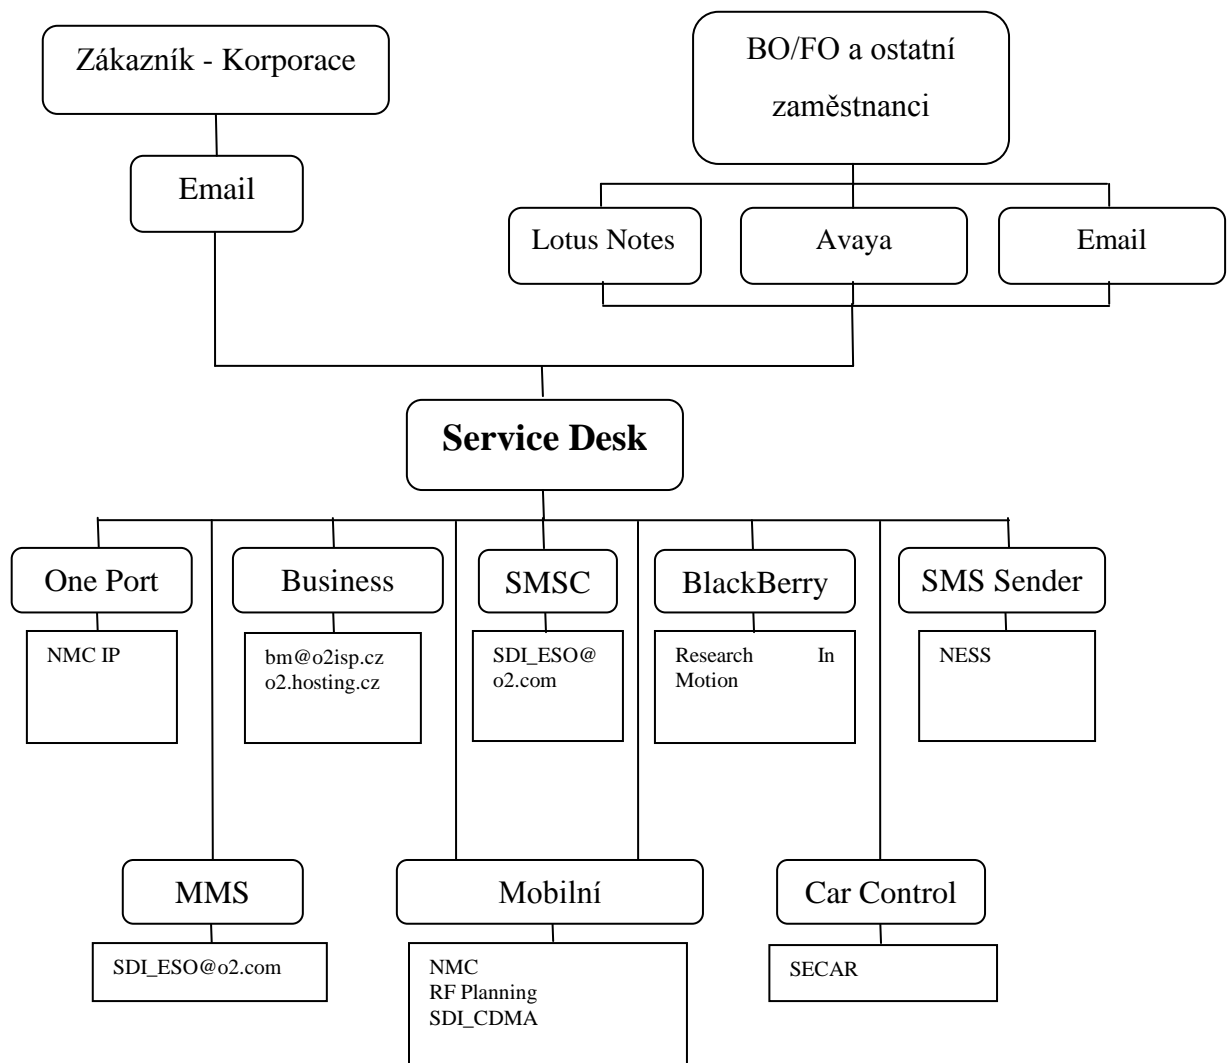 Zákazník - Korporace
BO/FO a ostatní
zaměstnanci
Email
Lotus Notes
Avaya
Email
Service Desk
One Port
Business
SMSC
BlackBerry
SMS Sender
NMC IP
bm@o2isp.cz
o2.hosting.cz
SDI_ESO@
o2.com
Research In
Motion
NESS
MMS
Mobilní
Car Control
SDI_ESO@o2.com
NMC
RF Planning
SDI_CDMA
SECAR